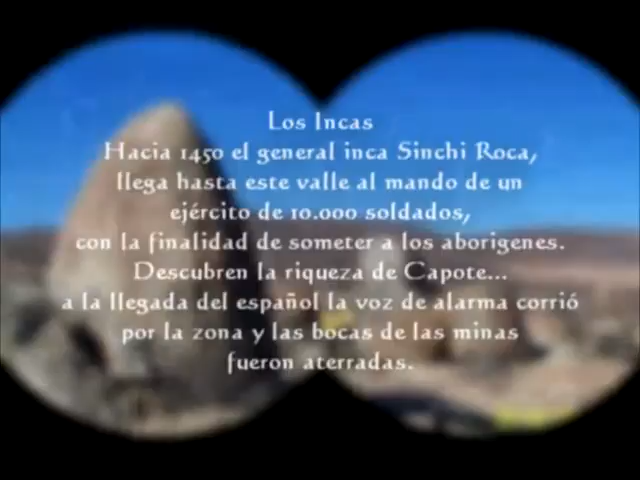 Los Incas
Hacia 1450 el general inca Sinchi Roca,
llega hasta este valle al mando de un
ejército de 10.000 soldados,
con la finalidad de someter a los aborigenes.
Descubren la riqueza de Capote...
a la llegada del español la voz de alarma corrió
por la zona y las bocas de las minas
fueron aterradas.